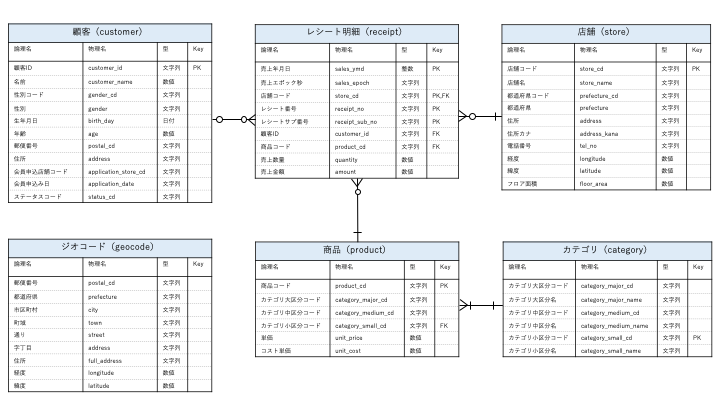 顧客 (customer)
論理名 物理名 型 Key
顧客ID customer_id 文字列 PK
名前 customer_name 数値
性別コード gender_cd 文字列
性別 gender 文字列
生年月日 birth_day 日付
年齢 age 数値
郵便番号 postal_cd 文字列
住所 address 文字列
会員申込店舗コード application_store_cd 文字列
会員申込み日 application_date 文字列
ステータスコード status_cd 文字列
レシート明細 (receipt)
論理名 物理名 型 Key
売上年月日 sales_ymd 整数 PK
売上エポック秒 sales_epoch 文字列
店舗コード store_cd 文字列 PK,FK
レシート番号 receipt_no 文字列 PK
レシートサブ番号 receipt_sub_no 文字列 PK
顧客ID customer_id 文字列 FK
商品コード product_cd 文字列 FK
売上数量 quantity 数値
売上金額 amount 数値
店舗 (store)
論理名 物理名 型 Key
店舗コード store_cd 文字列 PK
店舗名 store_name 文字列
都道府県コード prefecture_cd 文字列
都道府県 prefecture 文字列
住所 address 文字列
住所カナ address_kana 文字列
電話番号 tel_no 文字列
経度 longitude 数値
緯度 latitude 数値
フロア面積 floor_area 数値
ジオコード (geocode)
論理名 物理名 型 Key
郵便番号 postal_cd 文字列
都道府県 prefecture 文字列
市区町村 city 文字列
町域 town 文字列
通り street 文字列
字丁目 address 文字列
住所 full_address 文字列
経度 longitude 数値
緯度 latitude 数値
商品 (product)
論理名 物理名 型 Key
商品コード product_cd 文字列 PK
カテゴリ大区分コード category_major_cd 文字列
カテゴリ中区分コード category_medium_cd 文字列
カテゴリ小区分コード category_small_cd 文字列 FK
単価 unit_price 数値
コスト単価 unit_cost 数値
カテゴリ (category)
論理名 物理名 型 Key
カテゴリ大区分コード category_major_cd 文字列
カテゴリ大区分名 category_major_name 文字列
カテゴリ中区分コード category_medium_cd 文字列
カテゴリ中区分名 category_medium_name 文字列
カテゴリ小区分コード category_small_cd 文字列 PK
カテゴリ小区分名 category_small_name 文字列